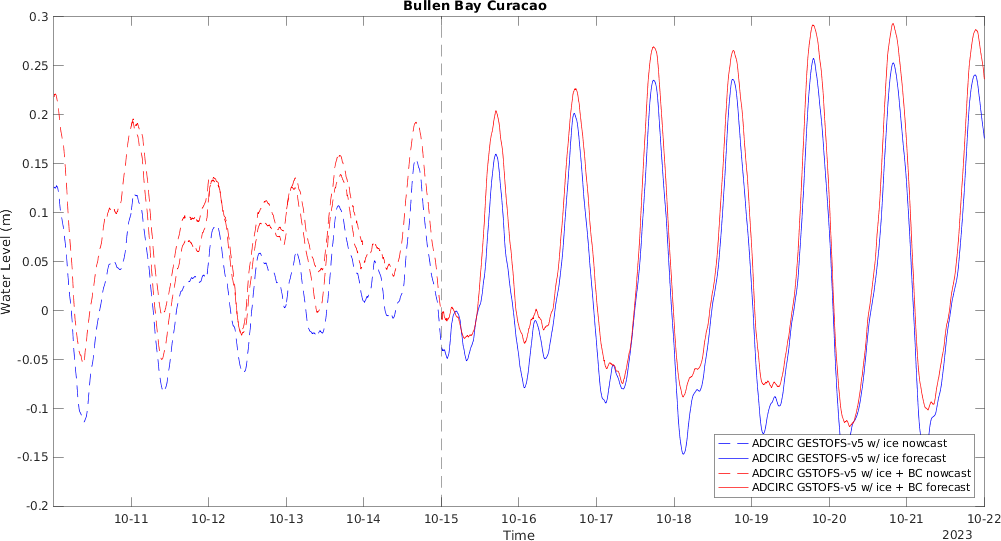 Bullen Bay Curacao
Water Level (m)
0.3
0.25
0.2
0.15
0.1
0.05
0
-0.05
-0.1
-0.15
-0.2
ADCIRC GESTOFS-v5 w/ ice nowcast
ADCIRC GESTOFS-v5 w/ ice forecast
ADCIRC GSTOFS-v5 w/ ice + BC nowcast
ADCIRC GSTOFS-v5 w/ ice + BC forecast
10-11 10-12 10-13 10-14 10-15 10-16 10-17 10-18 10-19 10-20 10-21 10-22
Time
2023